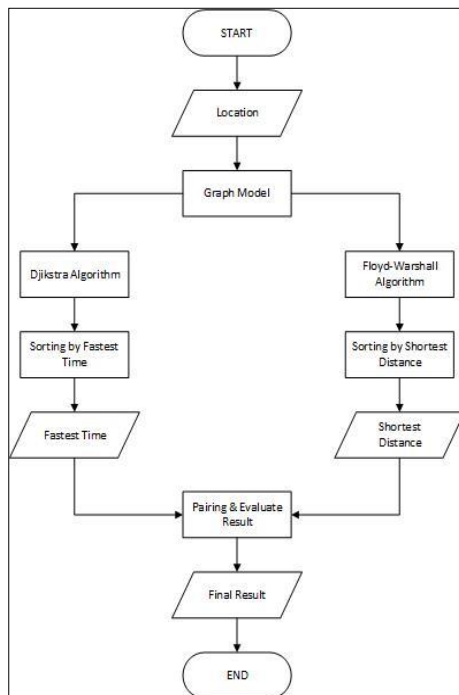 START
Location
Graph Model
Djikstra Algorithm
Floyd-Warshall
Algorithm
Sorting by Fastest
Time
Sorting by Shortest
Distance
Fastest Time
Shortest
Distance
Pairing & Evaluate
Result
Final Result
END